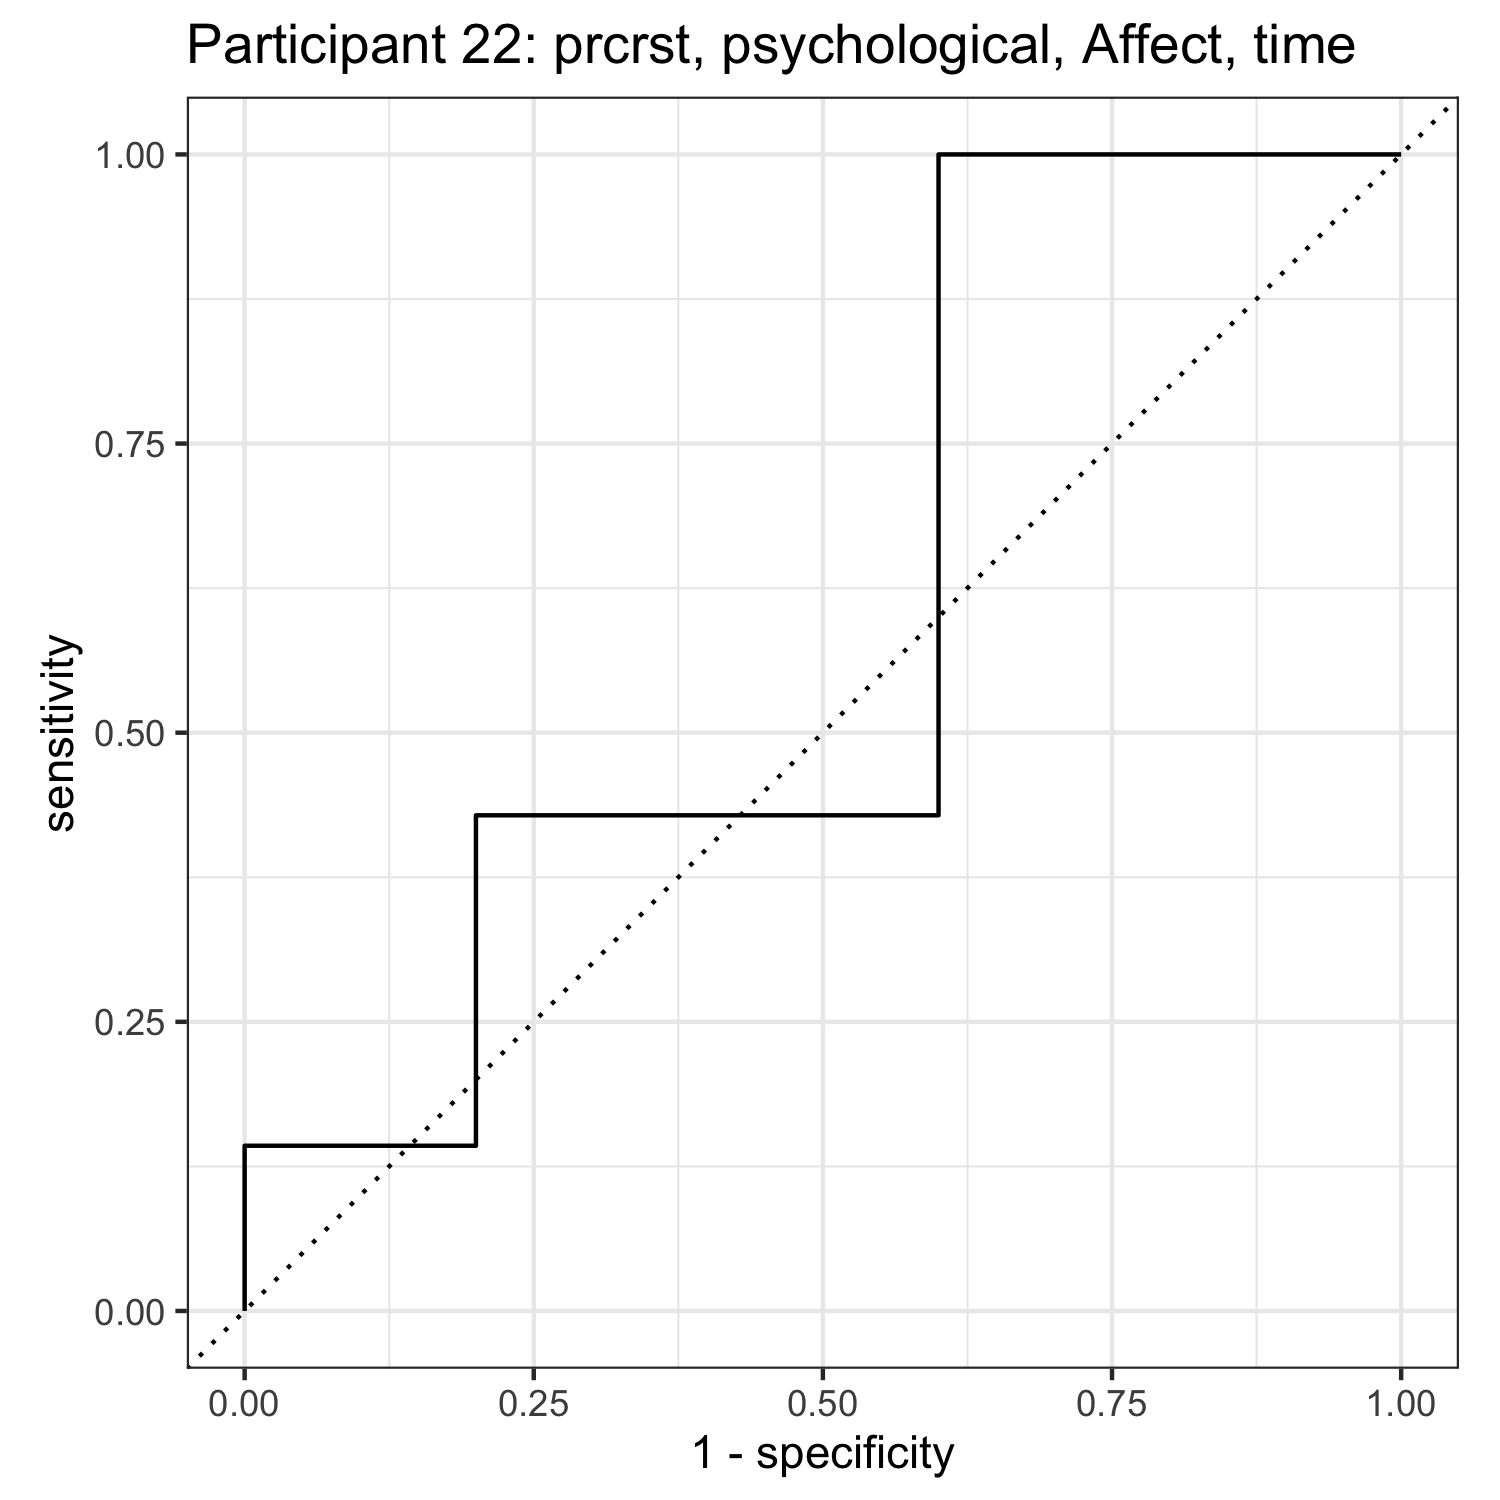 Participant 22: prcrst, psychological, Affect, time
1.00
0.75
0.50
0.25
0.00
sensitivity
0.00 0.25 0.50 0.75 1.00
1 - specificity